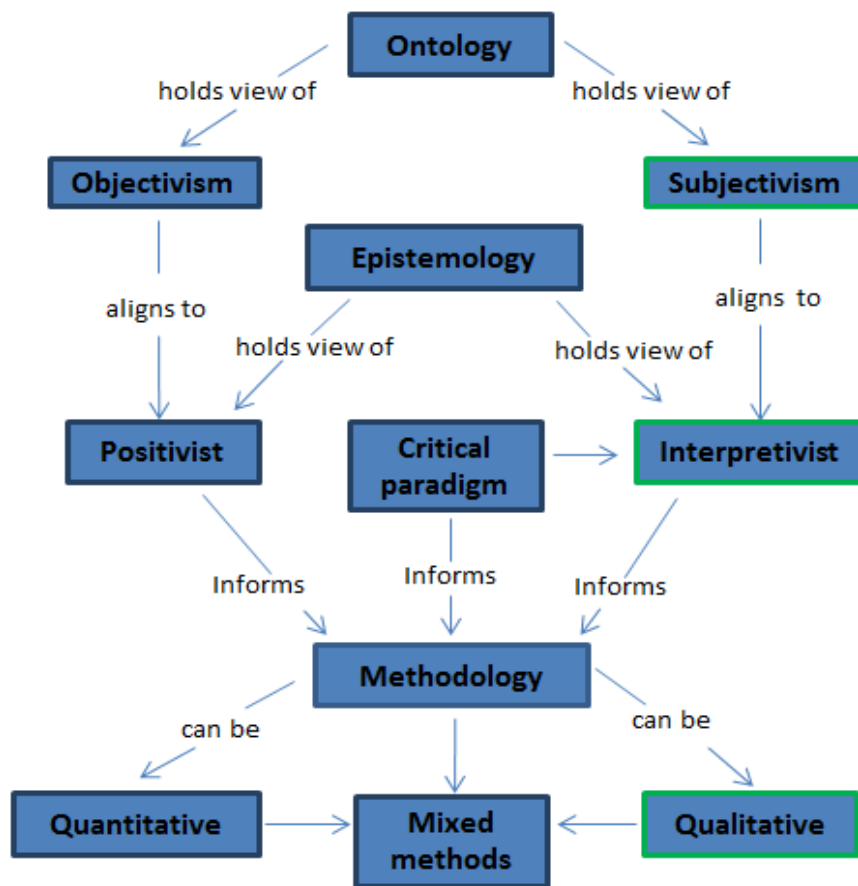 Ontology
holds view of
holds view of
Objectivism
Subjectivism
Epistemology
aligns to
aligns to
holds view of
holds view of
Positivist
Critical
paradigm
Interpretivist
Informs
Informs
Informs
Methodology
can be
can be
Quantitative
Mixed
methods
Qualitative